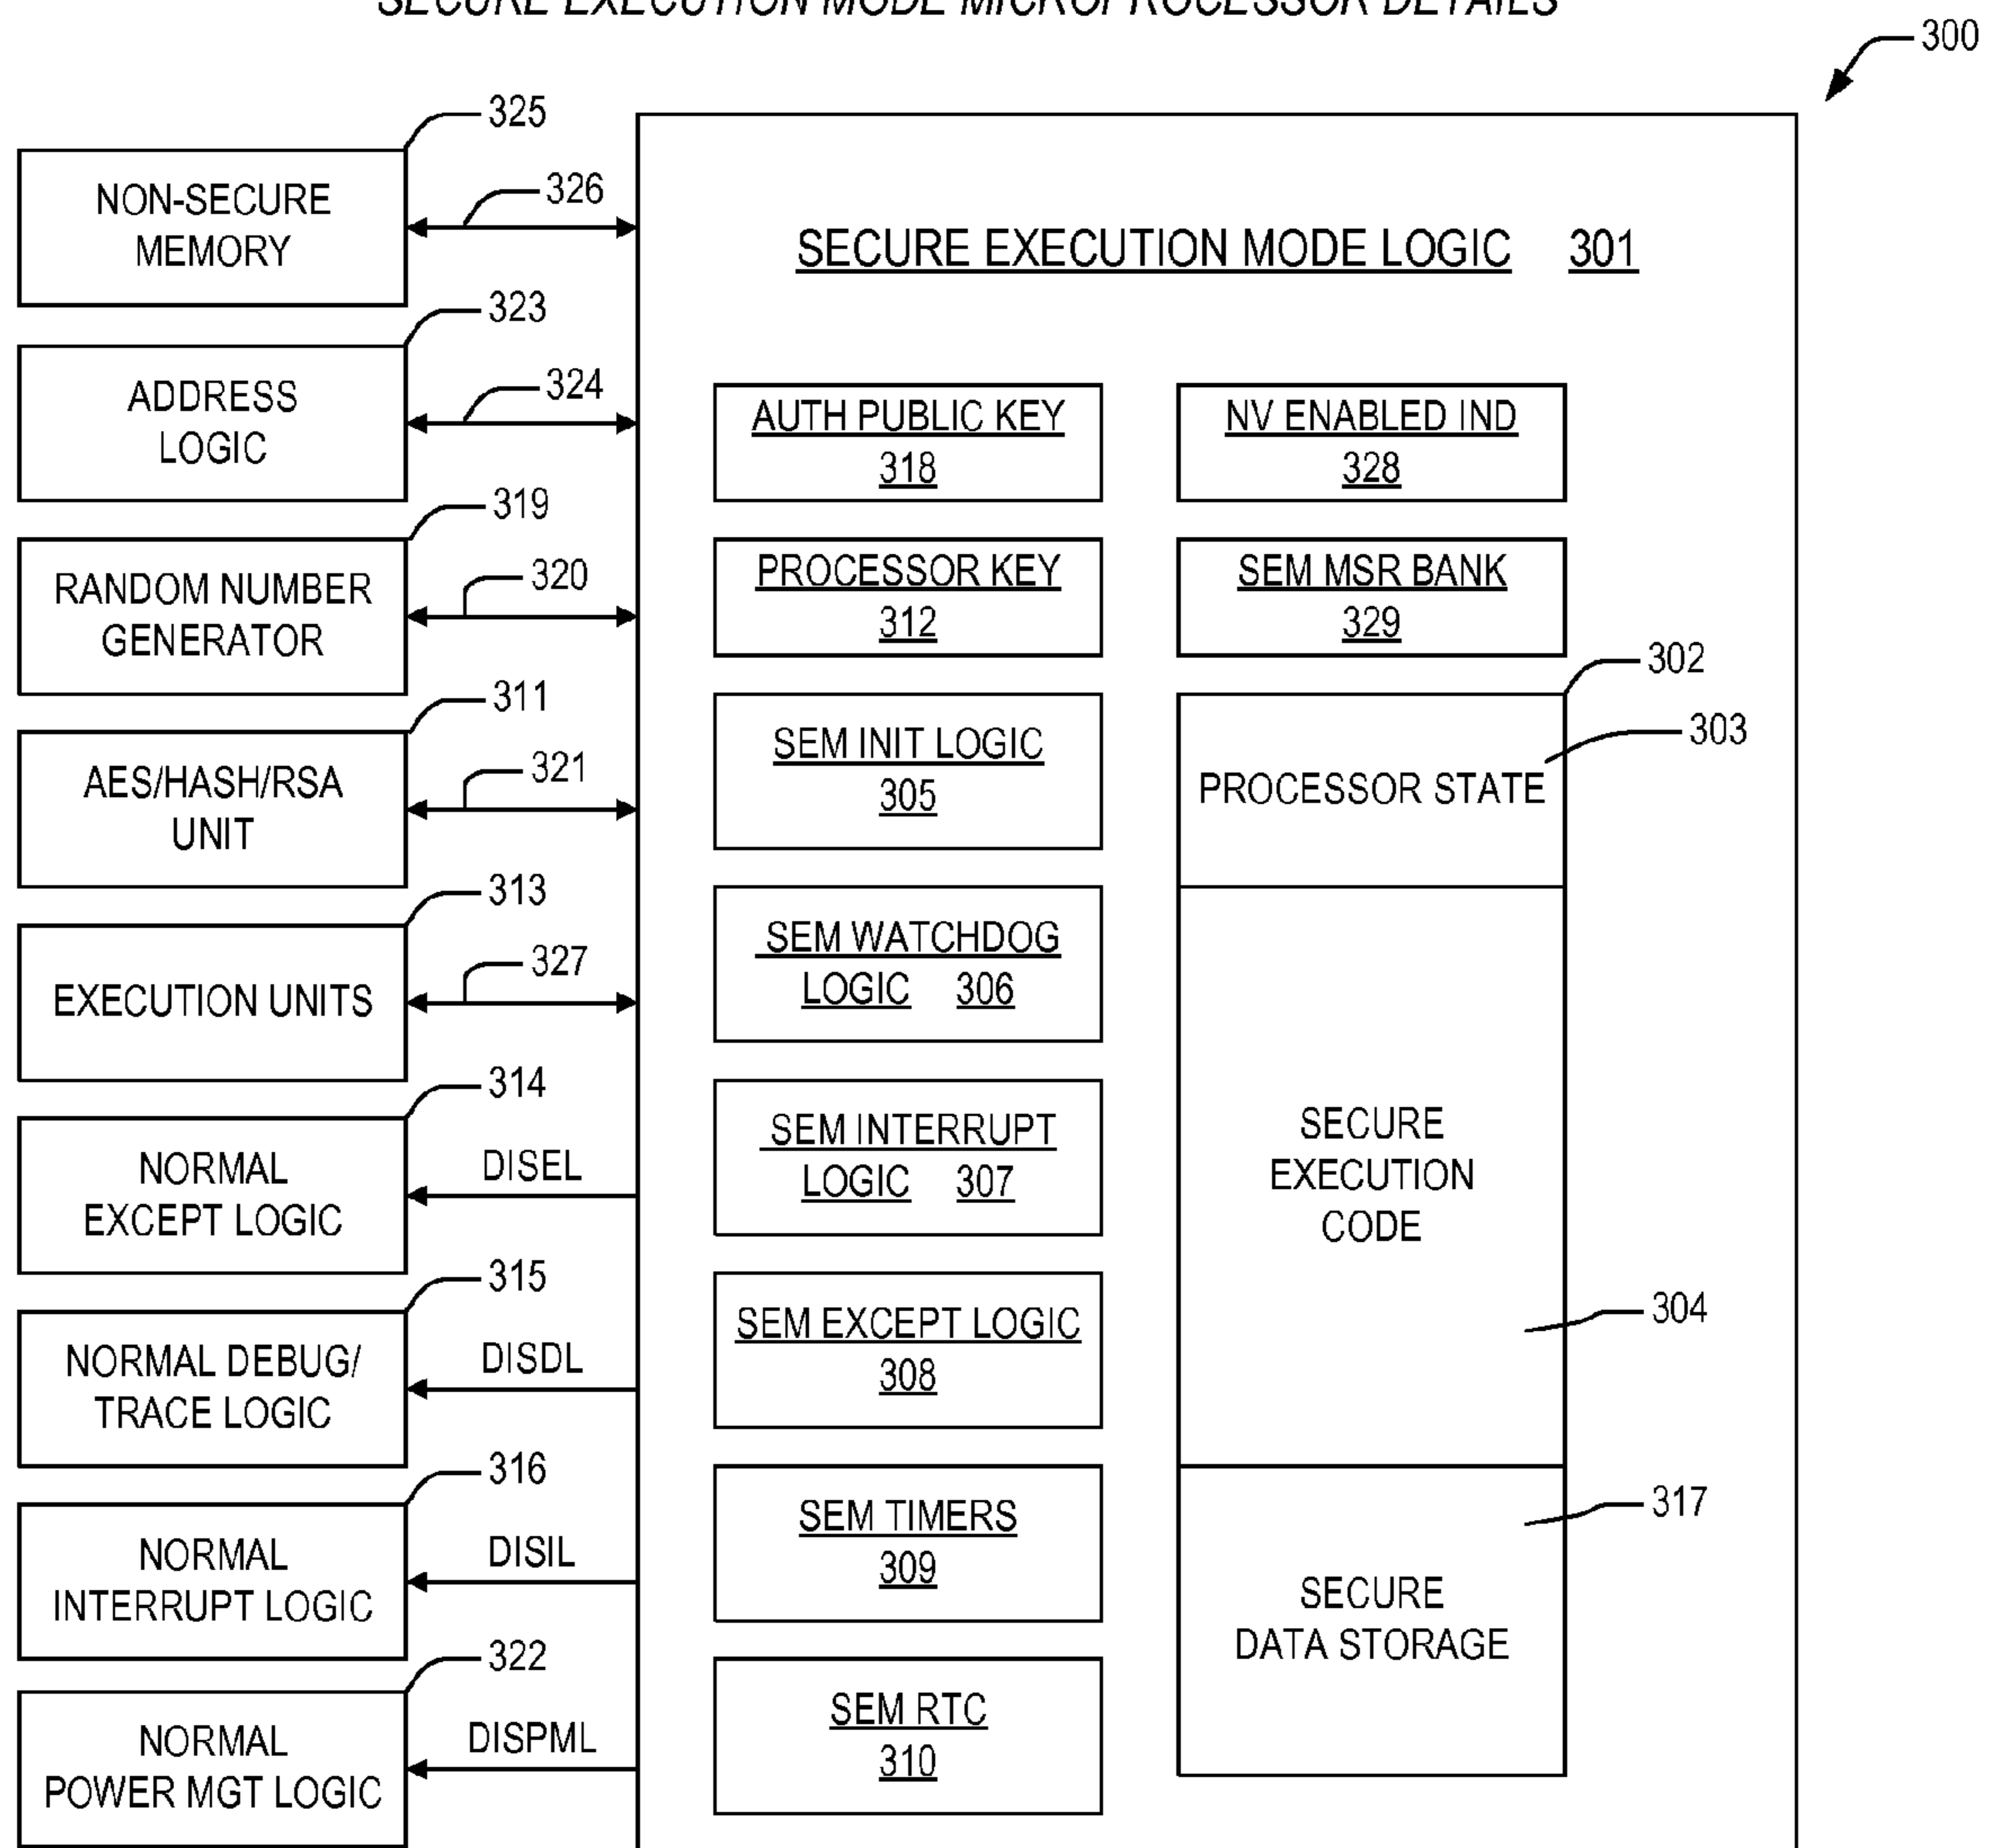 SECURE EXECUTION MODE MICROPROCESSOR DETAILS
300
325
NON-SECURE
MEMORY
326
323
ADDRESS
LOGIC
324
319
RANDOM NUMBER
GENERATOR
320
311
AES/HASH/RSA
UNIT
321
313
EXECUTION UNITS
327
314
NORMAL
EXCEPT LOGIC
DISEL
315
NORMAL DEBUG/
TRACE LOGIC
DISDL
316
NORMAL
INTERRUPT LOGIC
DISIL
322
NORMAL
POWER MGT LOGIC
DISPML
SECURE EXECUTION MODE LOGIC 301
AUTH PUBLIC KEY
318
PROCESSOR KEY
312
SEM INIT LOGIC
305
SEM WATCHDOG
LOGIC 306
SEM INTERRUPT
LOGIC 307
SEM EXCEPT LOGIC
308
SEM TIMERS
309
SEM RTC
310
NV ENABLED IND
328
SEM MSR BANK
329
302
303
PROCESSOR STATE
SECURE
EXECUTION
CODE
304
317
SECURE
DATA STORAGE